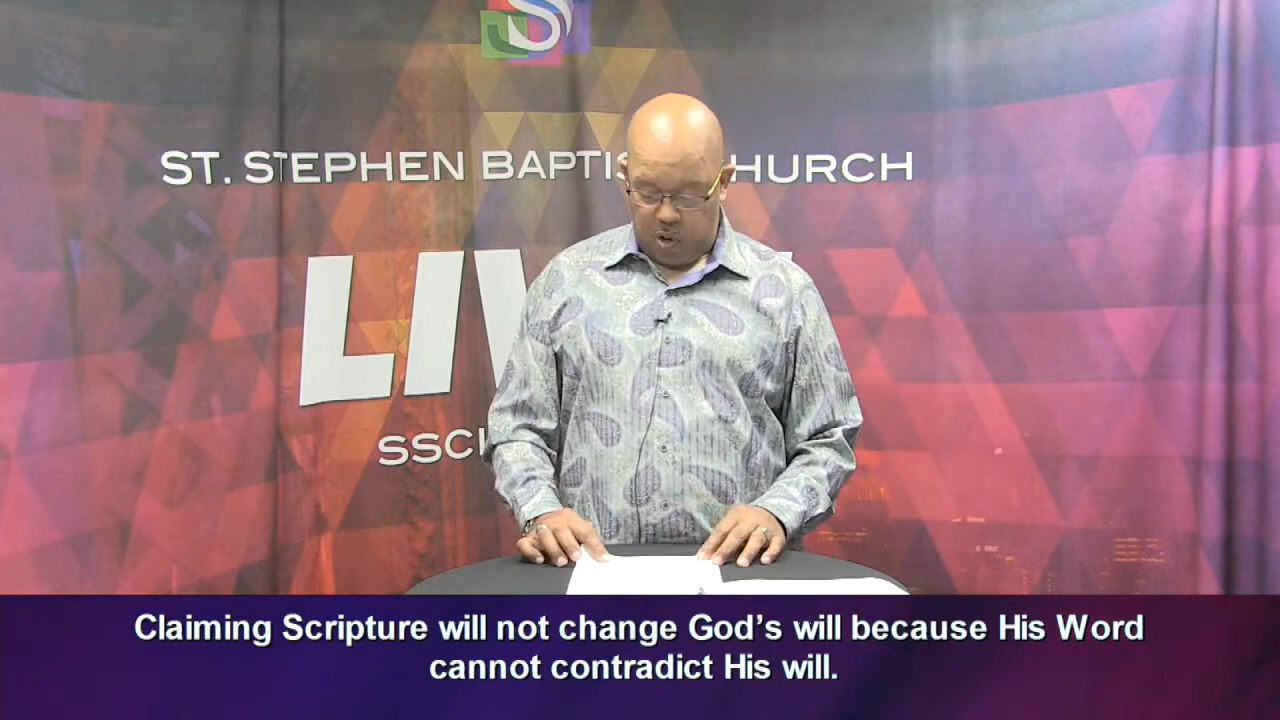 ST. STEPHEN BAPTIS HURCH
LIV
SSC
Claiming Scripture will not change God's will because His Word
cannot contradict His will.